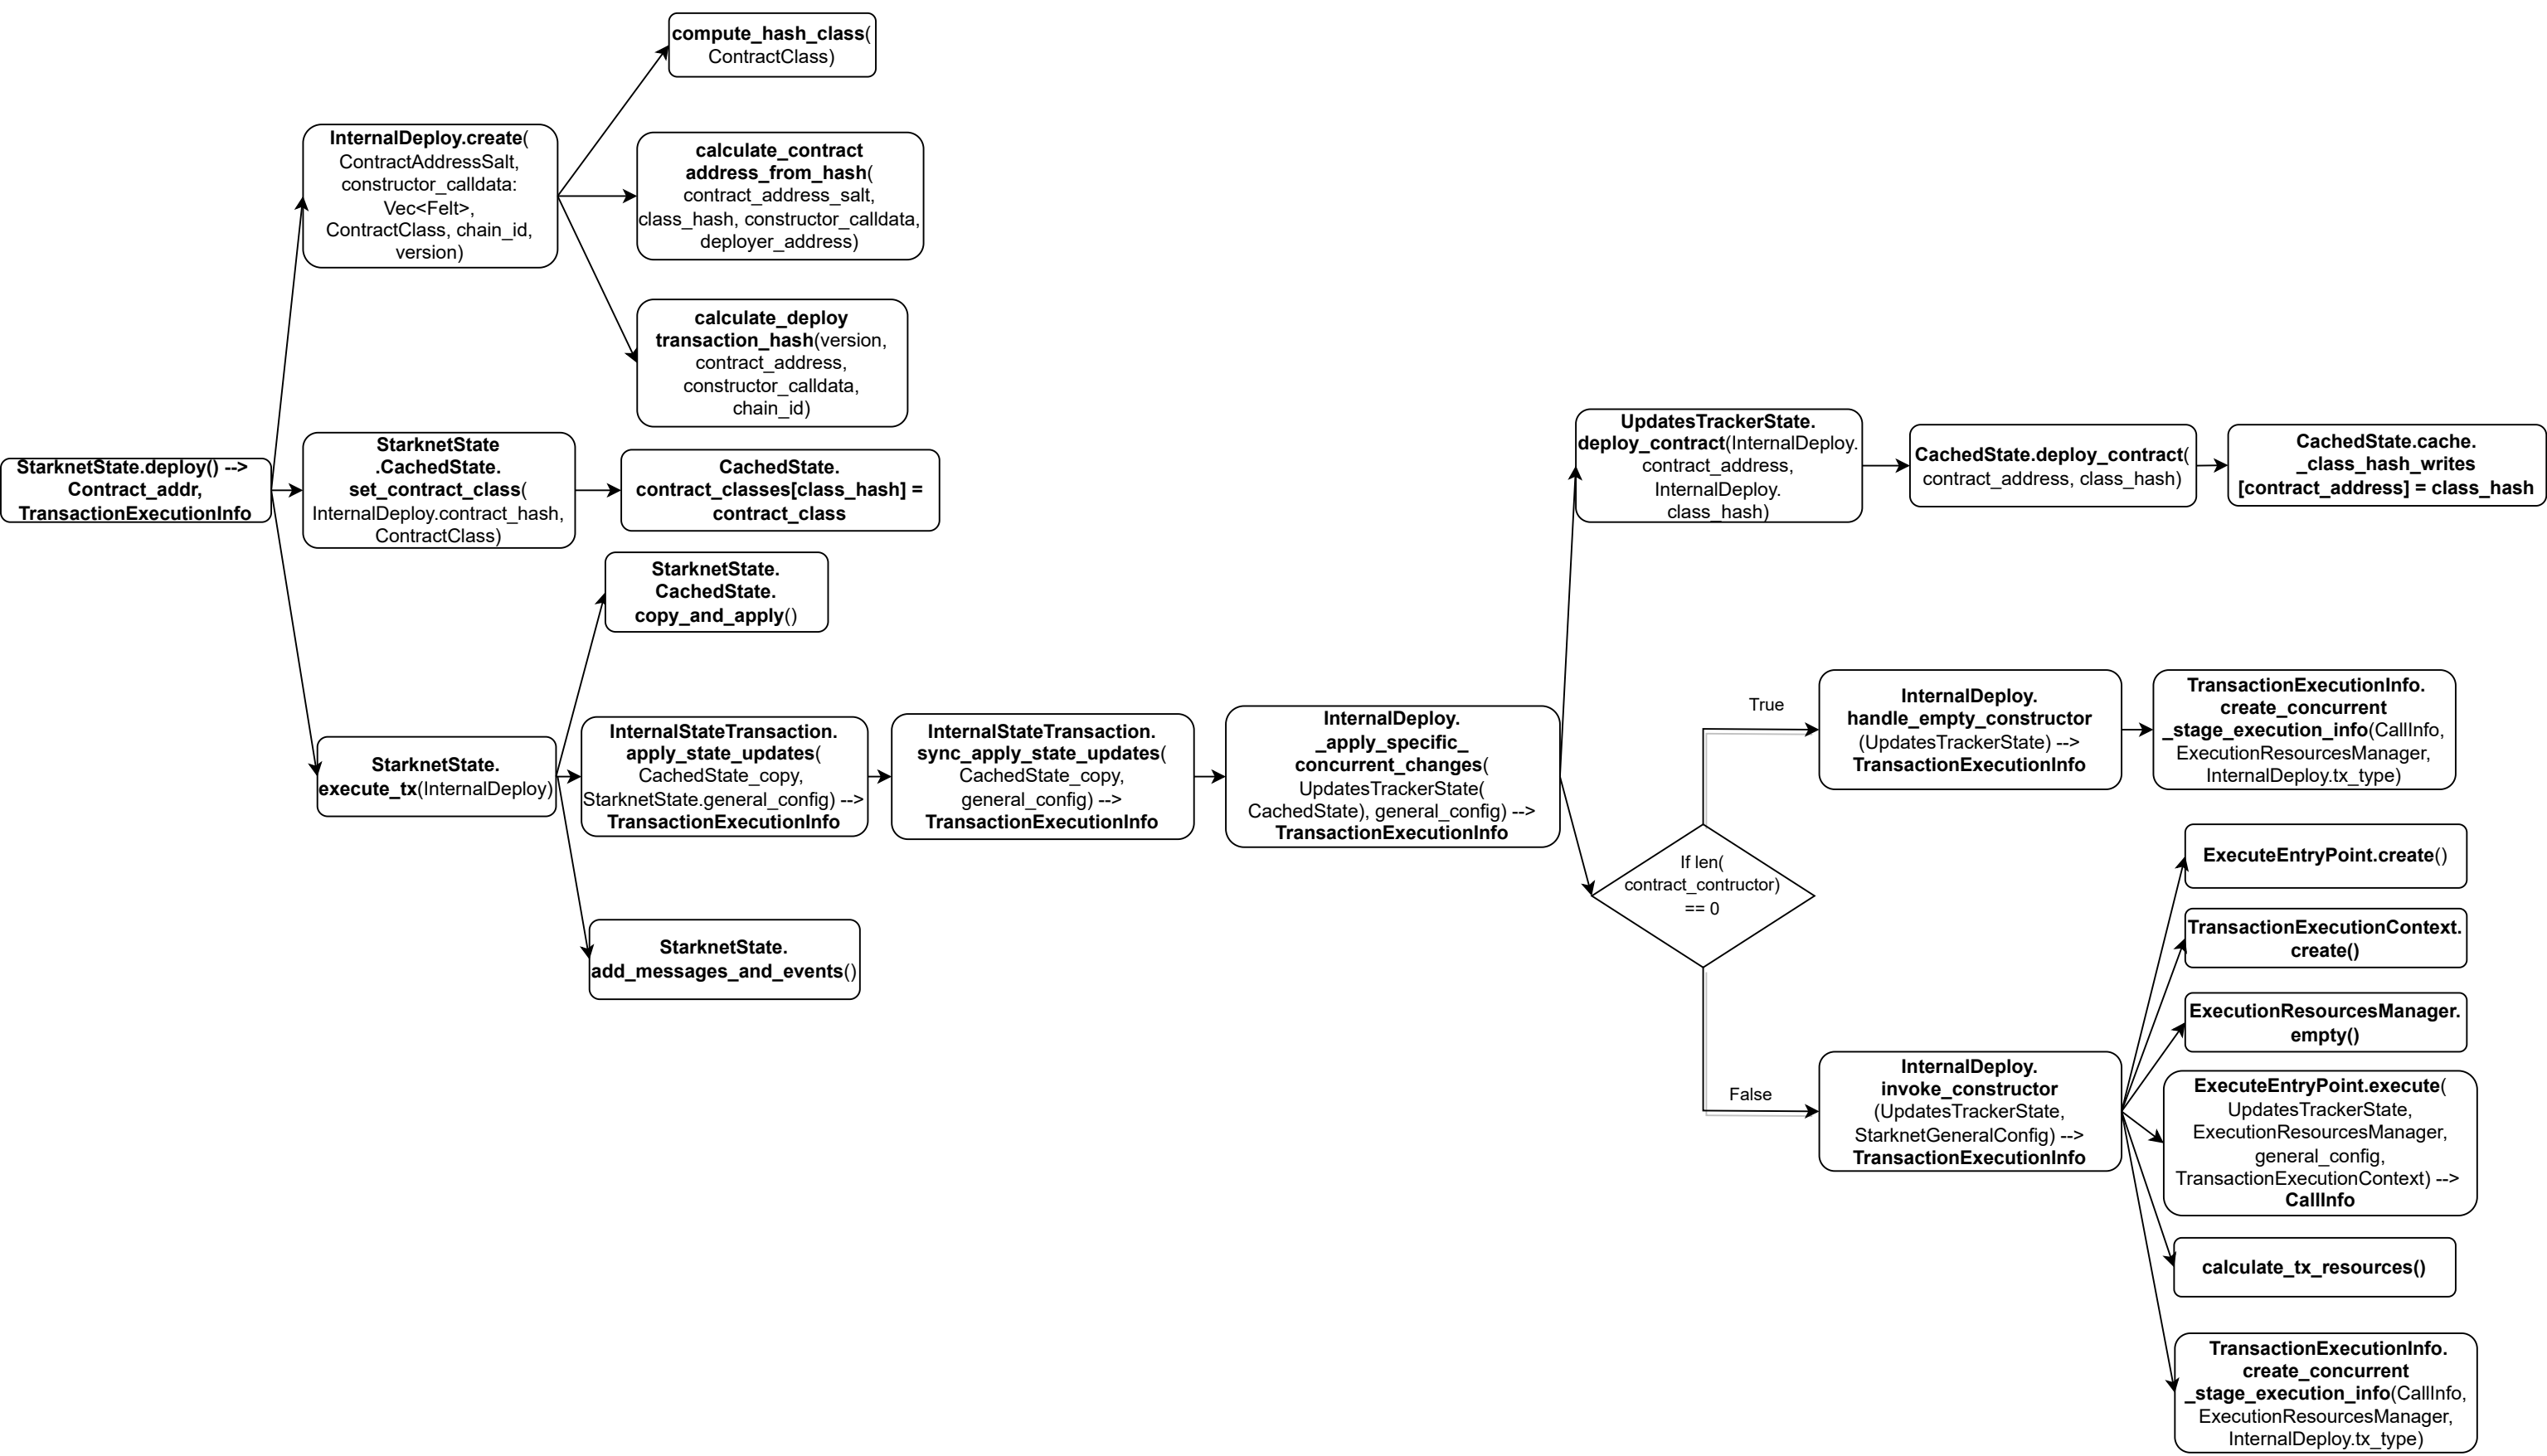 compute_hash_class(
ContractClass)
InternalDeploy.create(
ContractAddressSalt,
constructor_calldata:
Vec<Felt>,
ContractClass, chain_id,
version)
calculate_contract
address_from_hash(
contract_address_salt,
class_hash, constructor_calldata,
deployer_address)
calculate_deploy
transaction_hash(version,
contract_address,
constructor_calldata,
chain_id)
StarknetState.deploy() -->
Contract_addr,
TransactionExecutionInfo
StarknetState
.CachedState.
set_contract_class(
InternalDeploy.contract_hash,
ContractClass)
CachedState.
contract_classes[class_hash] =
contract_class
StarknetState.
CachedState.
copy_and_apply()
StarknetState.
execute_tx(InternalDeploy)
InternalStateTransaction.
apply_state_updates(
CachedState_copy,
StarknetState.general_config) -->
TransactionExecutionInfo
InternalStateTransaction.
sync_apply_state_updates(
CachedState_copy,
general_config) -->
TransactionExecutionInfo
InternalDeploy.
_apply_specific_
concurrent_changes(
UpdatesTrackerState(
CachedState), general_config) -->
TransactionExecutionInfo
StarknetState.
add_messages_and_events()
UpdatesTrackerState.
deploy_contract(InternalDeploy.
contract_address,
InternalDeploy.
class_hash)
CachedState.deploy_contract(
contract_address, class_hash)
CachedState.cache.
_class_hash_writes
[contract_address] = class_hash
If len(
contract_contructor)
== 0
True
InternalDeploy.
handle_empty_constructor
(UpdatesTrackerState) -->
TransactionExecutionInfo
TransactionExecutionInfo.
create_concurrent
_stage_execution_info(CallInfo,
ExecutionResourcesManager,
InternalDeploy.tx_type)
False
InternalDeploy.
invoke_constructor
(UpdatesTrackerState,
StarknetGeneralConfig) -->
TransactionExecutionInfo
ExecuteEntryPoint.create()
TransactionExecutionContext.
create()
ExecutionResourcesManager.
empty()
ExecuteEntryPoint.execute(
UpdatesTrackerState,
ExecutionResourcesManager,
general_config,
TransactionExecutionContext) -->
CallInfo
calculate_tx_resources()
TransactionExecutionInfo.
create_concurrent
_stage_execution_info(CallInfo,
ExecutionResourcesManager,
InternalDeploy.tx_type)